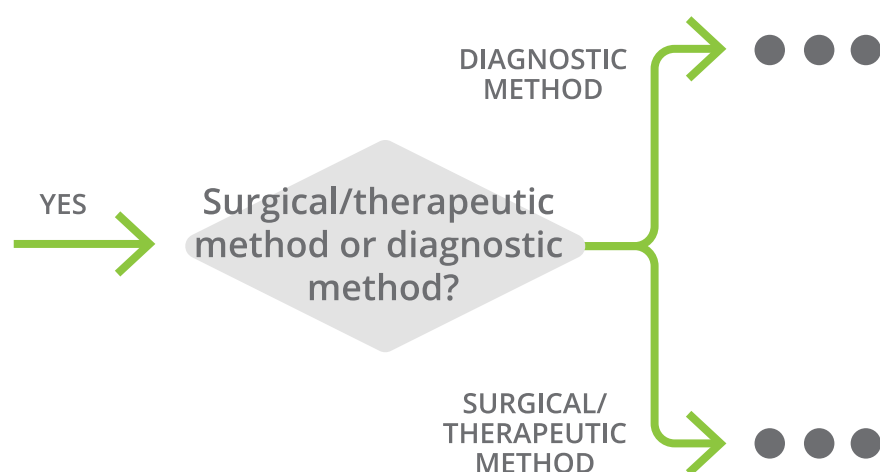 DIAGNOSTIC
METHOD
YES
Surgical/therapeutic
method or diagnostic
method?
SURGICAL/
THERAPEUTIC
METHOD